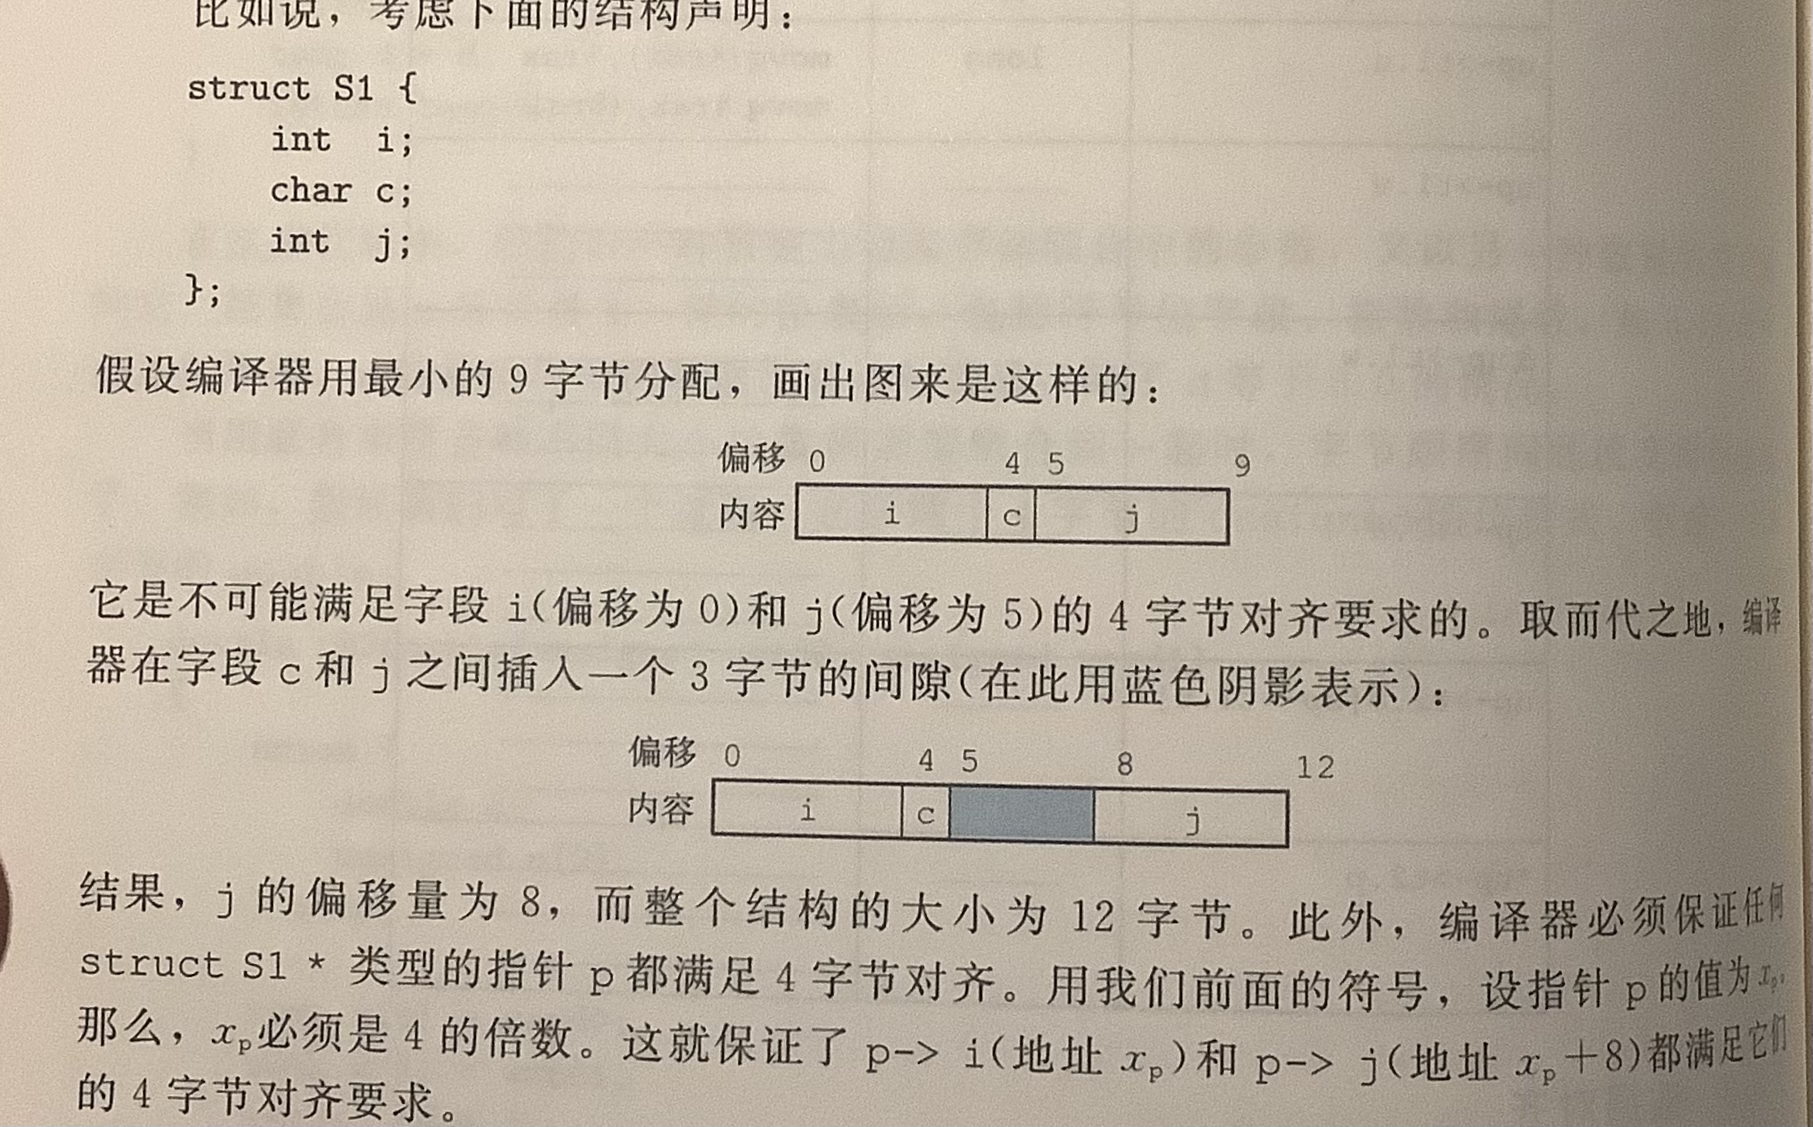 比如说，考虑下面的结构声明：
struct S1 {
    int  i;
    char c;
    int  j;
};
假设编译器用最小的 9 字节分配，画出图来是这样的：
偏移 0 4 5 9
内容 i c j
它是不可能满足字段 i(偏移为 0)和 j(偏移为 5)的 4 字节对齐要求的。取而代之地，编译
器在字段 c 和 j 之间插入一个 3 字节的间隙(在此用蓝色阴影表示)：
偏移 0 4 5 8 12
内容 i c j
结果，j 的偏移量为 8，而整个结构的大小为 12 字节。此外，编译器必须保证任何
struct S1 * 类型的指针 p 都满足 4 字节对齐。用我们前面的符号，设指针 p 的值为 xp，
那么，xp必须是 4 的倍数。这就保证了 p-> i(地址 xp)和 p-> j(地址 xp+8)都满足它们
的 4 字节对齐要求。